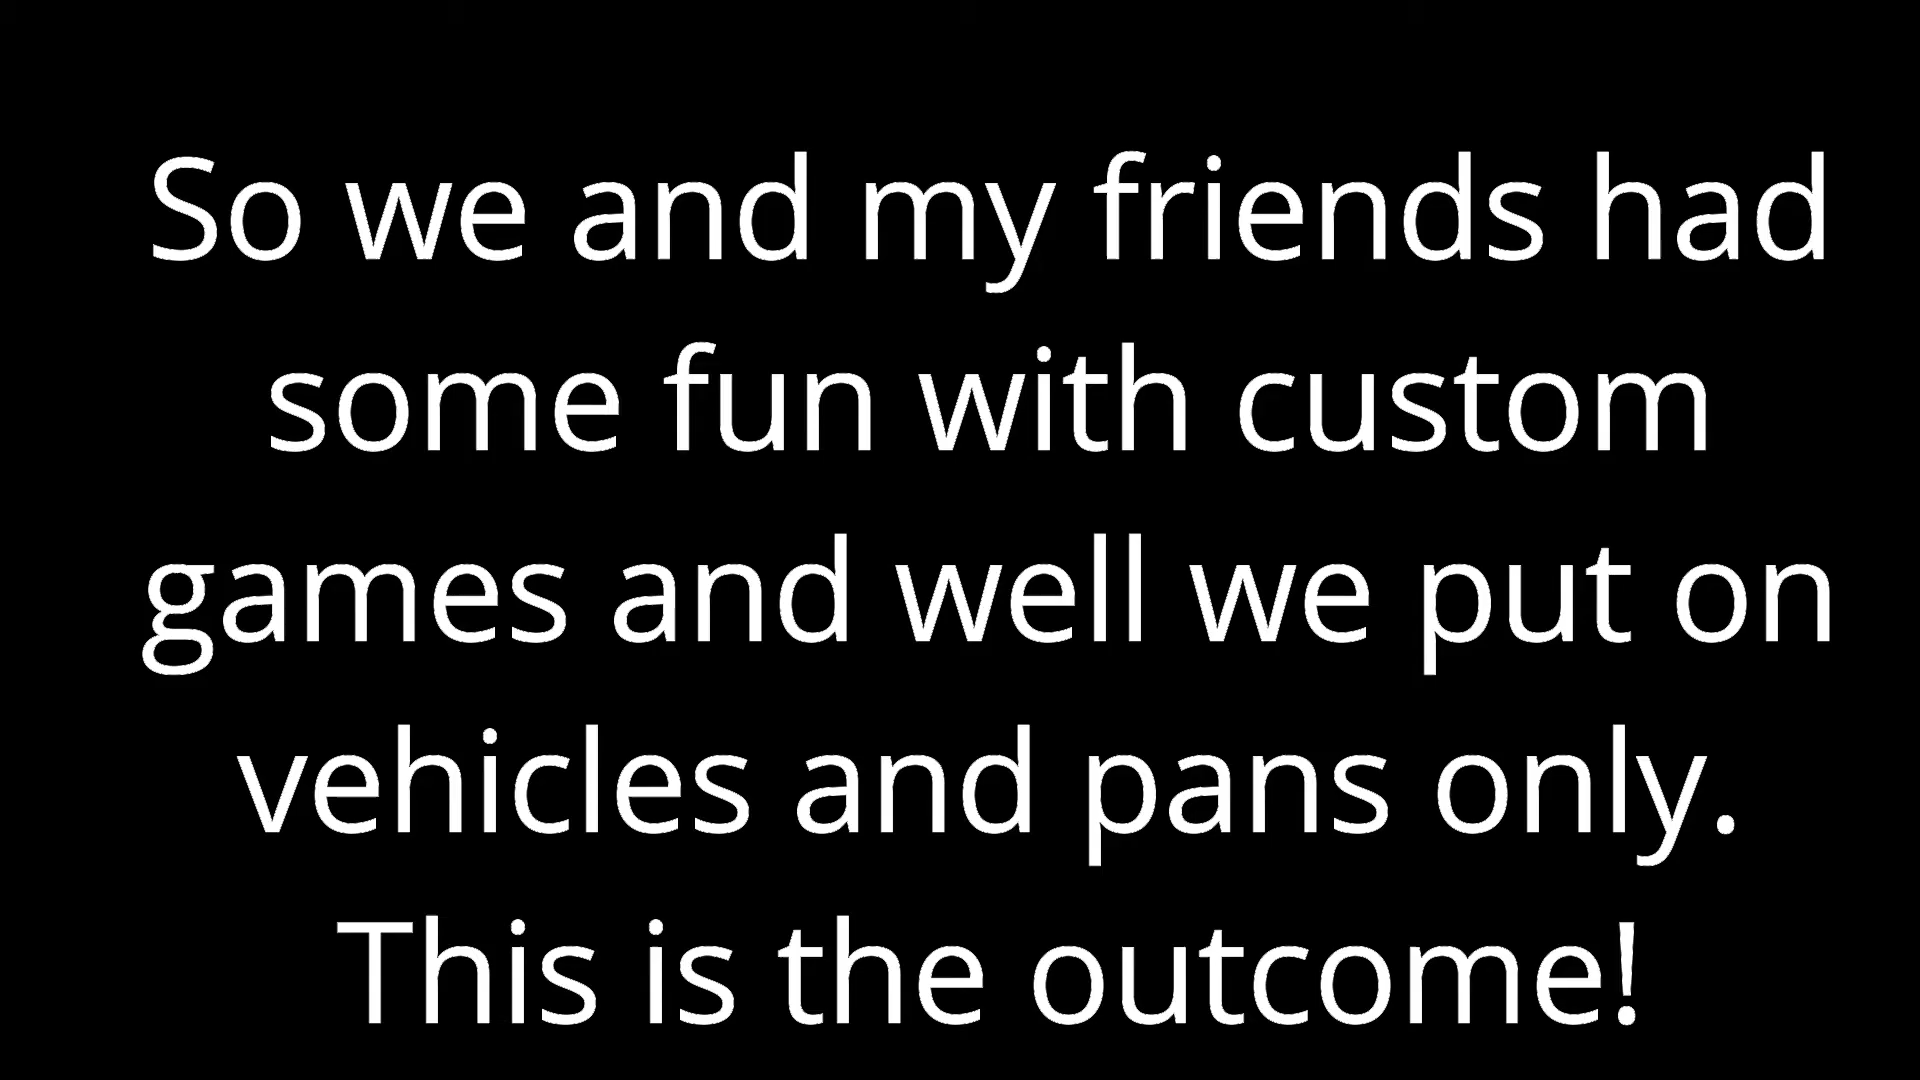 So we and my friends had
some fun with custom
games and well we put on
vehicles and pans only.
This is the outcome!